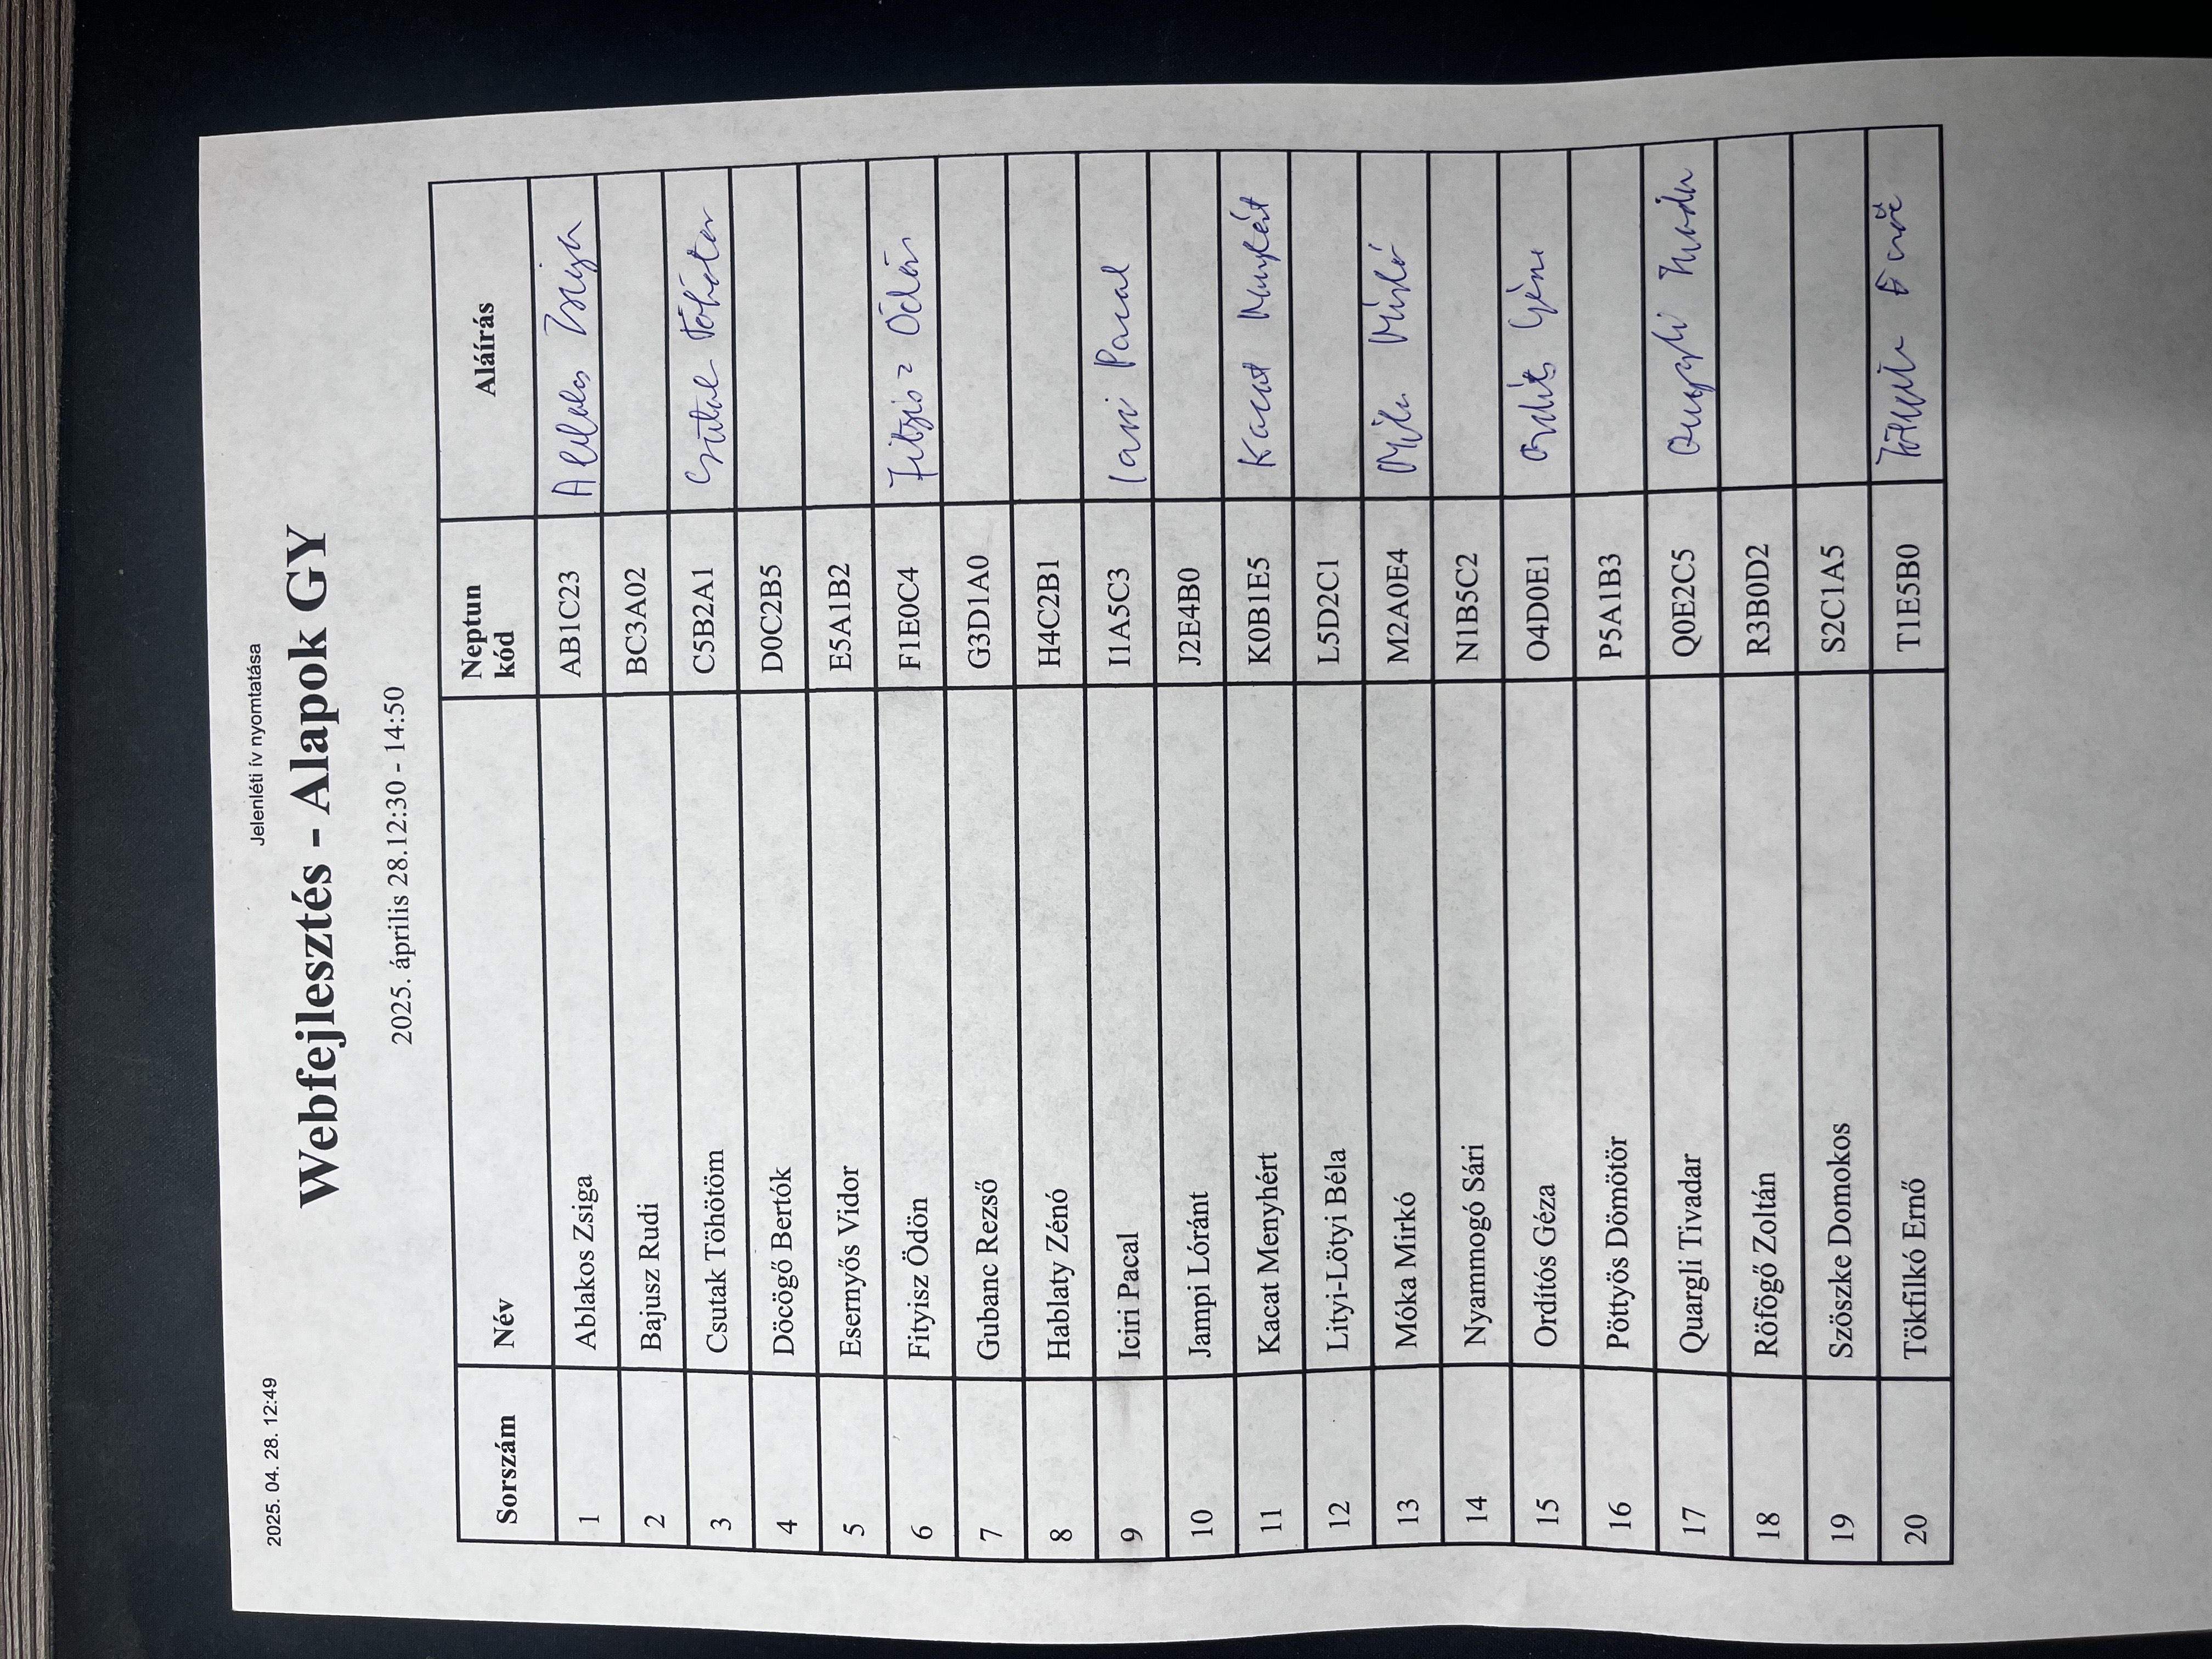 2025. 04. 28. 12:49 Jelenléti ív nyomtatása
Webfejlesztés - Alapok GY
2025. április 28.12:30 - 14:50
Sorszám Név Neptun kód Aláírás
1 Ablakos Zsiga AB1C23 Ablakos Zsiga
2 Bajusz Rudi BC3A02
3 Csutak Töhötöm C5B2A1 Csutak Töhötöm
4 Döcögő Bertók D0C2B5
5 Esernyős Vidor E5A1B2
6 Fityisz Ödön F1E0C4 Fityisz Ödön
7 Gubanc Rezső G3D1A0
8 Hablaty Zénó H4C2B1
9 Iciri Pacal I1A5C3 Iciri Pacal
10 Jampi Lóránt J2E4B0
11 Kacat Menyhért K0B1E5 Kacat Menyhért
12 Lityi-Lötyi Béla L5D2C1
13 Móka Mirkó M2A0E4 Móka Mirkó
14 Nyammogó Sári N1B5C2
15 Ordítós Géza O4D0E1 Géza
16 Pöttyös Dömötör P5A1B3
17 Quargli Tivadar Q0E2C5 Quargli Tivadar
18 Röfögő Zoltán R3B0D2
19 Szöszke Domokos S2C1A5
20 Tökfilkó Ernő T1E5B0 Ernő